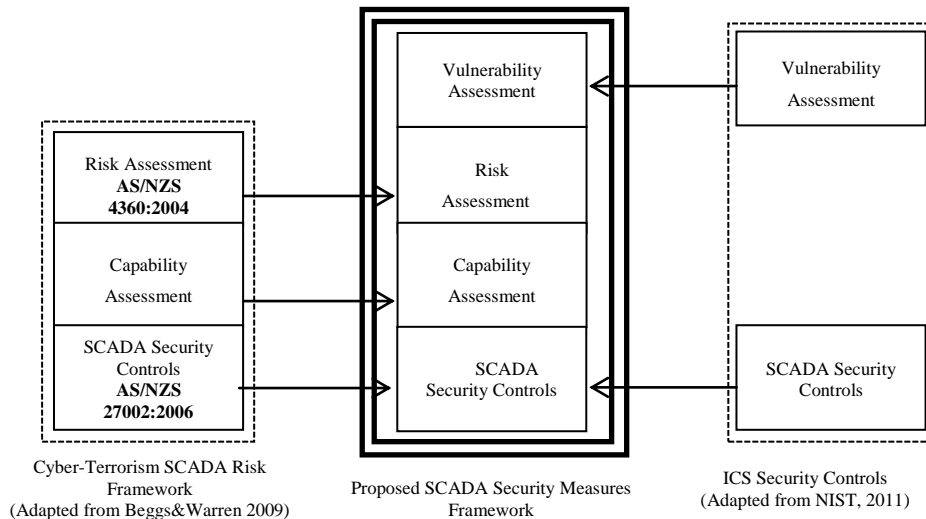 Risk Assessment
AS/NZS
4360:2004
Capability
Assessment
SCADA Security
Controls
AS/NZS
27002:2006
Cyber-Terrorism SCADA Risk
Framework
(Adapted from Beggs&Warren 2009)
Vulnerability
Assessment
Risk
Assessment
Capability
Assessment
SCADA
Security Controls
Proposed SCADA Security Measures
Framework
Vulnerability
Assessment
SCADA Security
Controls
ICS Security Controls
(Adapted from NIST, 2011)